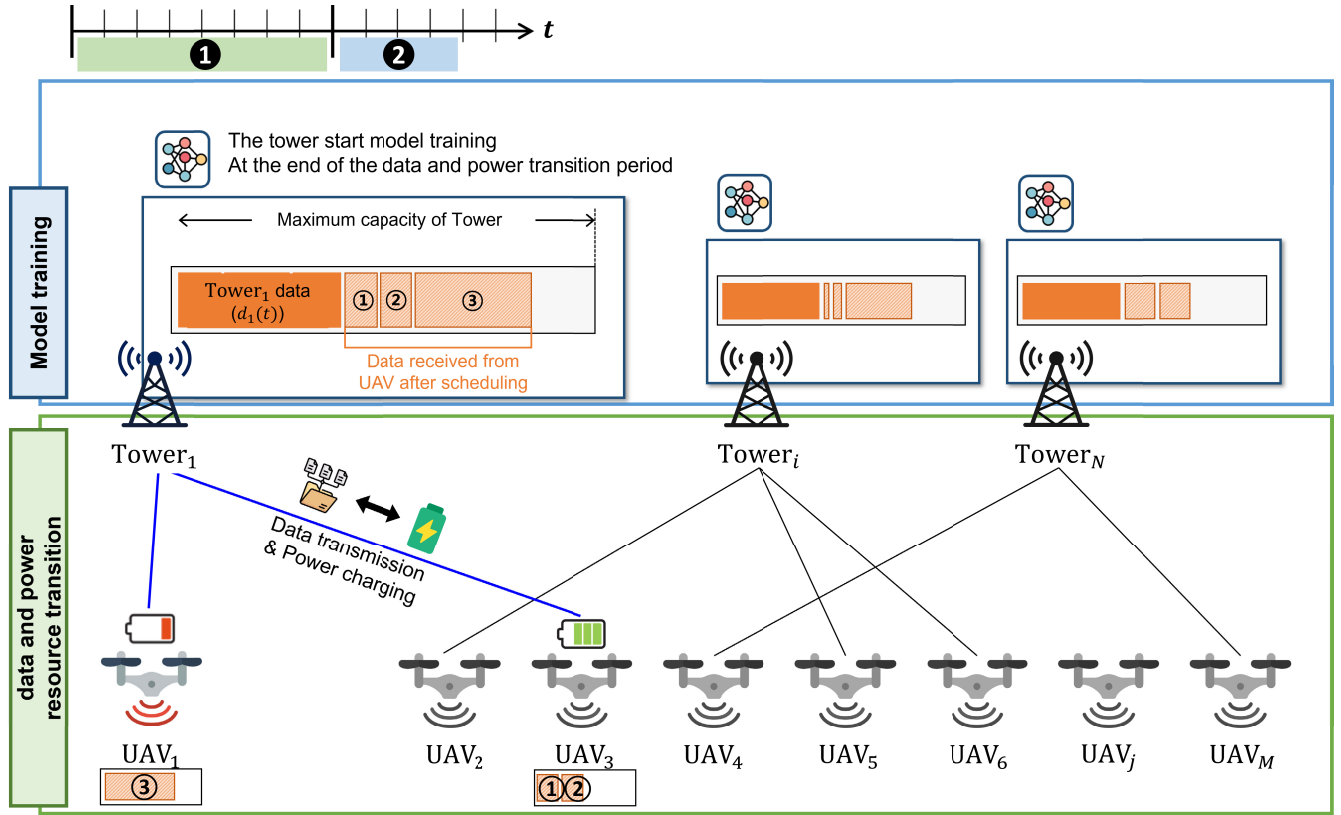 t
❶
❷
The tower start model training
At the end of the data and power transition period
Maximum capacity of Tower
Tower₁ data
(d₁(t))
①
②
③
Data received from
UAV after scheduling
Model training
Tower₁
Towerᵢ
Tower_N
Data transmission
& Power charging
data and power
resource transition
UAV₁
UAV₂
UAV₃
UAV₄
UAV₅
UAV₆
UAVⱼ
UAV_M
③
①②